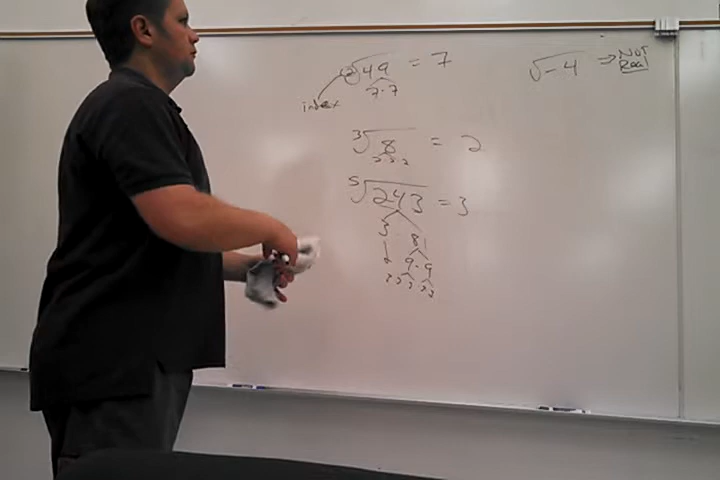 ²√49 = 7
7·7
index
³√8 = 2
2·2·2
⁵√243 = 3
3 81
9·9
3 3 3 3
√-4 ⇒ Not
Real